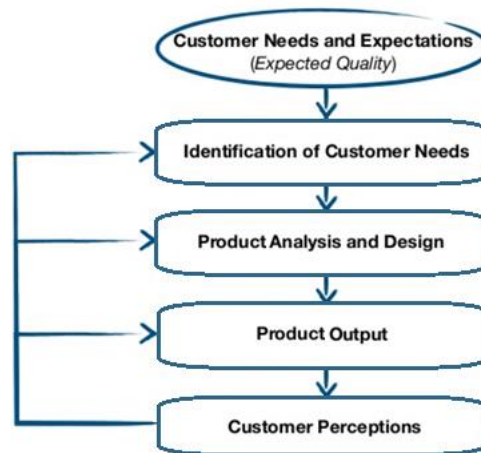 Customer Needs and Expectations
(Expected Quality)
Identification of Customer Needs
Product Analysis and Design
Product Output
Customer Perceptions